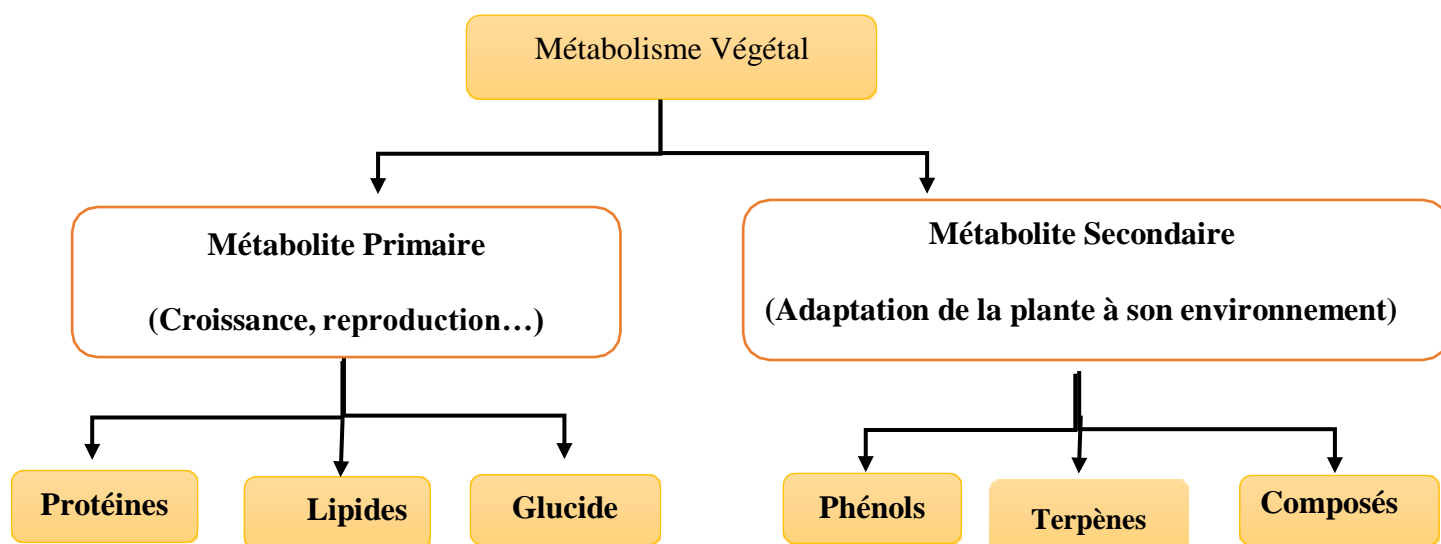 Métabolisme Végétal
Métabolite Primaire
(Croissance, reproduction…)
Métabolite Secondaire
(Adaptation de la plante à son environnement)
Protéines
Lipides
Glucide
Phénols
Terpènes
Composés